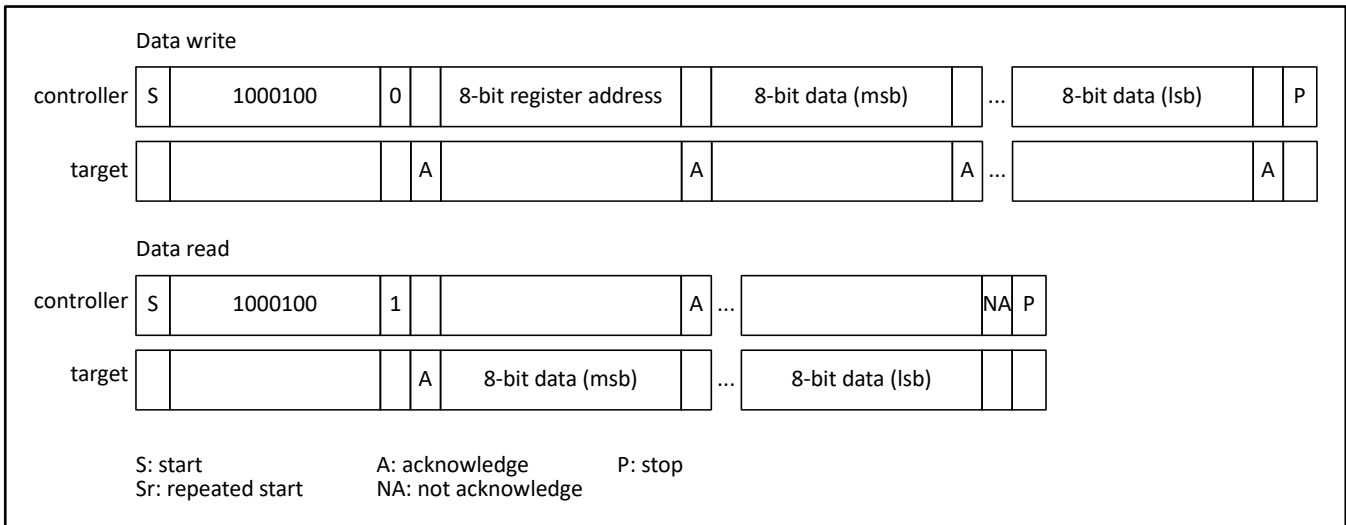 Data write
controller S 1000100 0 8-bit register address 8-bit data (msb) ... 8-bit data (lsb) P
target A A A ... A
Data read
controller S 1000100 1 A ... NA P
target A 8-bit data (msb) ... 8-bit data (lsb)
S: start A: acknowledge P: stop
Sr: repeated start NA: not acknowledge